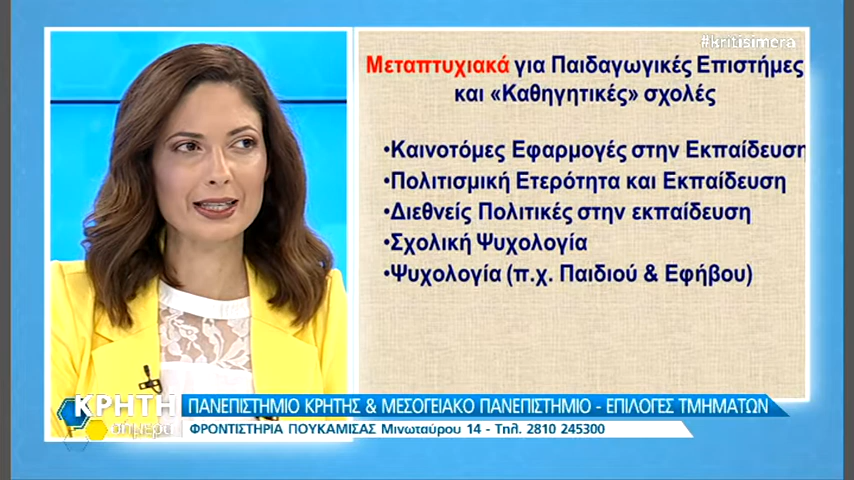 #kritisimera
Μεταπτυχιακά για Παιδαγωγικές Επιστήμες
και «Καθηγητικές» σχολές
•Καινοτόμες Εφαρμογές στην Εκπαίδευση
•Πολιτισμική Ετερότητα και Εκπαίδευση
•Διεθνείς Πολιτικές στην εκπαίδευση
•Σχολική Ψυχολογία
•Ψυχολογία (π.χ. Παιδιού & Εφήβου)
ΚΡΗΤΗ
σήμερα
ΠΑΝΕΠΙΣΤΗΜΙΟ ΚΡΗΤΗΣ & ΜΕΣΟΓΕΙΑΚΟ ΠΑΝΕΠΙΣΤΗΜΙΟ - ΕΠΙΛΟΓΕΣ ΤΜΗΜΑΤΩΝ
ΦΡΟΝΤΙΣΤΗΡΙΑ ΠΟΥΚΑΜΙΣΑΣ Μινωταύρου 14 - Τηλ. 2810 245300